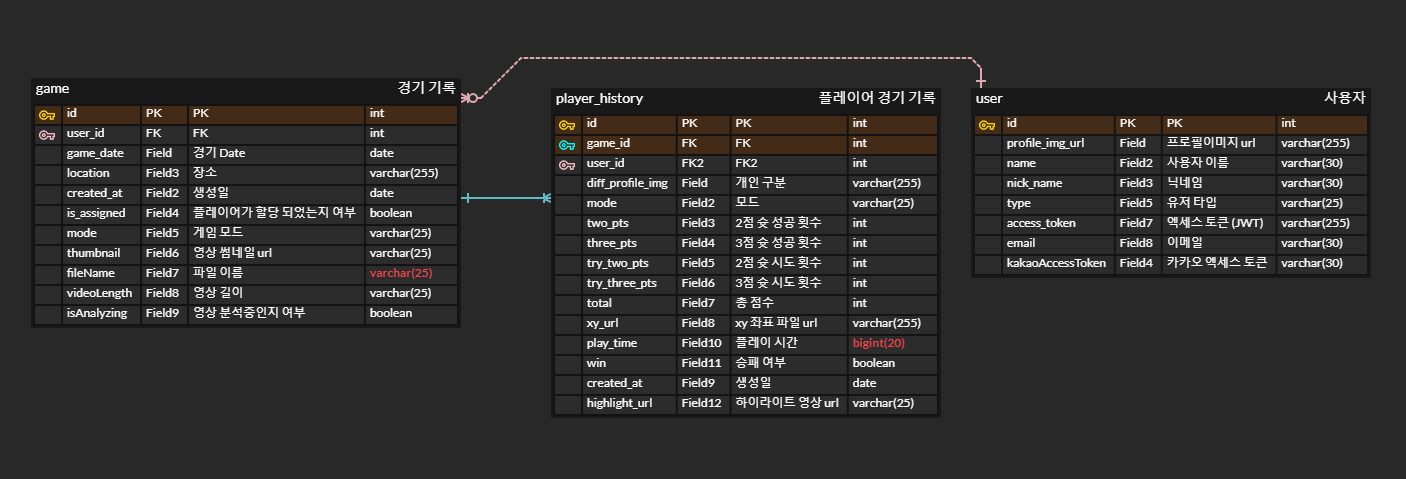 game 경기 기록
id PK PK int
user_id FK FK int
game_date Field 경기 Date date
location Field3 장소 varchar(255)
created_at Field2 생성일 date
is_assigned Field4 플레이어가 할당 되었는지 여부 boolean
mode Field5 게임 모드 varchar(25)
thumbnail Field6 영상 썸네일 url varchar(25)
fileName Field7 파일 이름 varchar(25)
videoLength Field8 영상 길이 varchar(25)
isAnalyzing Field9 영상 분석중인지 여부 boolean
player_history 플레이어 경기 기록
id PK PK int
game_id FK FK int
user_id FK2 FK2 int
diff_profile_img Field 개인 구분 varchar(255)
mode Field2 모드 varchar(25)
two_pts Field3 2점 슛 성공 횟수 int
three_pts Field4 3점 슛 성공 횟수 int
try_two_pts Field5 2점 슛 시도 횟수 int
try_three_pts Field6 3점 슛 시도 횟수 int
total Field7 총 점수 int
xy_url Field8 xy 좌표 파일 url varchar(255)
play_time Field10 플레이 시간 bigint(20)
win Field11 승패 여부 boolean
created_at Field9 생성일 date
highlight_url Field12 하이라이트 영상 url varchar(25)
user 사용자
id PK PK int
profile_img_url Field 프로필이미지 url varchar(255)
name Field2 사용자 이름 varchar(30)
nick_name Field3 닉네임 varchar(30)
type Field5 유저 타입 varchar(25)
access_token Field7 엑세스 토큰 (JWT) varchar(255)
email Field8 이메일 varchar(30)
kakaoAccessToken Field4 카카오 엑세스 토큰 varchar(30)